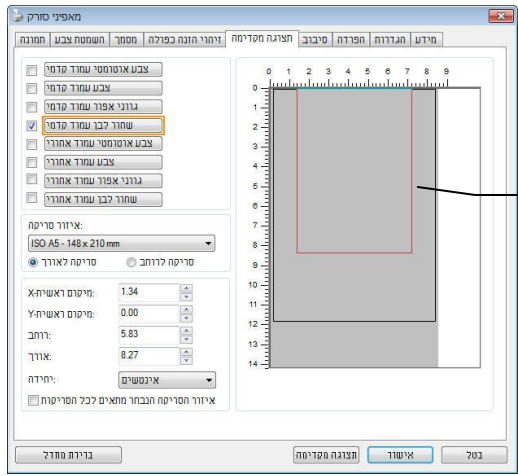 מאפיני סורק
מידע
הגדרות
הפרדה
סיבוב
תצוגה מקדימה
זיהוי הזנה כפולה
מסמך
השמטת צבע
תמונה
צבע אוטומטי עמוד קדמי
צבע עמוד קדמי
גרוני אפור עמוד קדמי
שחור לבן עמוד קדמי
צבע אוטומטי עמוד אחורי
צבע עמוד אחורי
גרוני אפור עמוד אחורי
שחור לבן עמוד אחורי
איזור סריקה:
ISO A5 - 148 x 210 mm
סריקה לרוחב
סריקה לאורך
מיקום ראשית-X: 1.34
מיקום ראשית-Y: 0.00
רוחב: 5.83
אורך: 8.27
יחידה: אינטשים
איזור הסריקה הנבחר מתאים לכל הסריקות
0 1 2 3 4 5 6 7 8 9
0
1
2
3
4
5
6
7
8
9
10
11
12
13
14
בטל
אישור
תצוגה מקדימה
ברירת מחדל